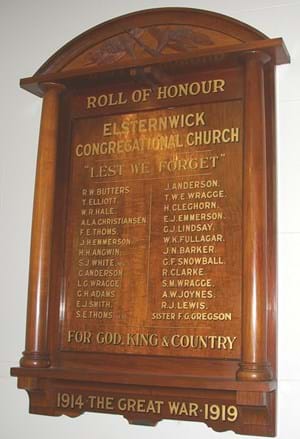 ROLL OF HONOUR
ELSTERNWICK
CONGREGATIONAL CHURCH
"LEST WE FORGET"
R.W. BUTTERS.
T. ELLIOTT.
W.R. HALE.
A.L.A. CHRISTIANSEN.
F.E. THOMS.
J.H. EMMERSON.
H.H. ANGWIN.
S.J. WHITE.
C. ANDERSON.
L.G. WRAGGE.
G.H. ADAMS.
E.J. SMITH.
S.E. THOMS.
J. ANDERSON.
T.W.E. WRAGGE.
H. CLEGHORN.
E.J. EMMERSON.
G.J. LINDSAY.
W.K. FULLAGAR.
J.N. BARKER.
G.F. SNOWBALL.
R. CLARKE.
S.M. WRAGGE.
A.W. JOYNES.
R.J. LEWIS.
SISTER F.G. GREGSON
FOR GOD, KING & COUNTRY
1914 · THE GREAT WAR · 1919